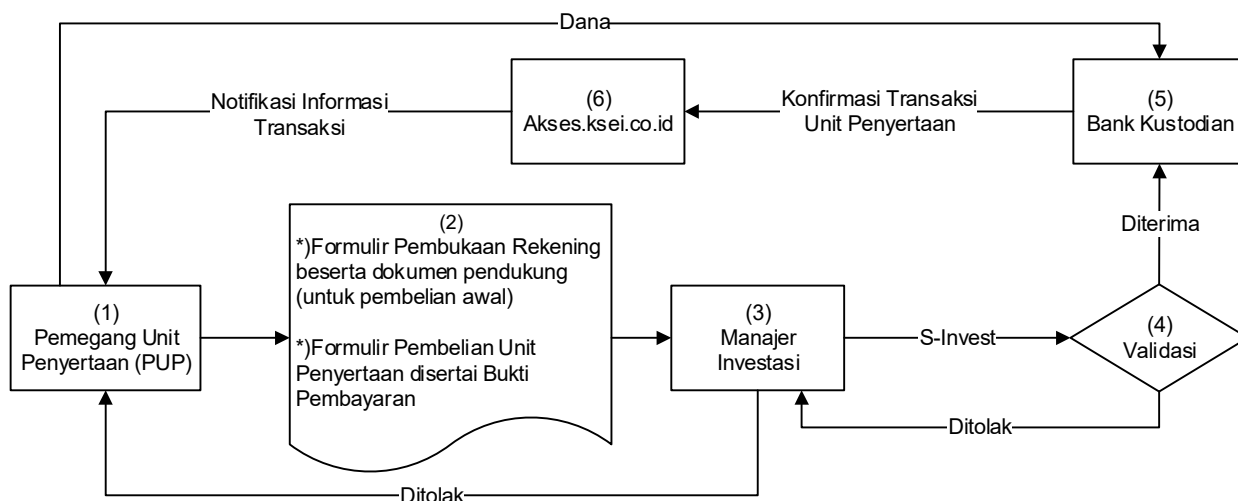 Dana
Notifikasi Informasi
Transaksi
(6)
Akses.ksei.co.id
Konfirmasi Transaksi
Unit Penyertaan
(5)
Bank Kustodian
Diterima
(1)
Pemegang Unit
Penyertaan (PUP)
(2)
*)Formulir Pembukaan Rekening
beserta dokumen pendukung
(untuk pembelian awal)
*)Formulir Pembelian Unit
Penyertaan disertai Bukti
Pembayaran
(3)
Manajer
Investasi
S-Invest
(4)
Validasi
Ditolak
Ditolak